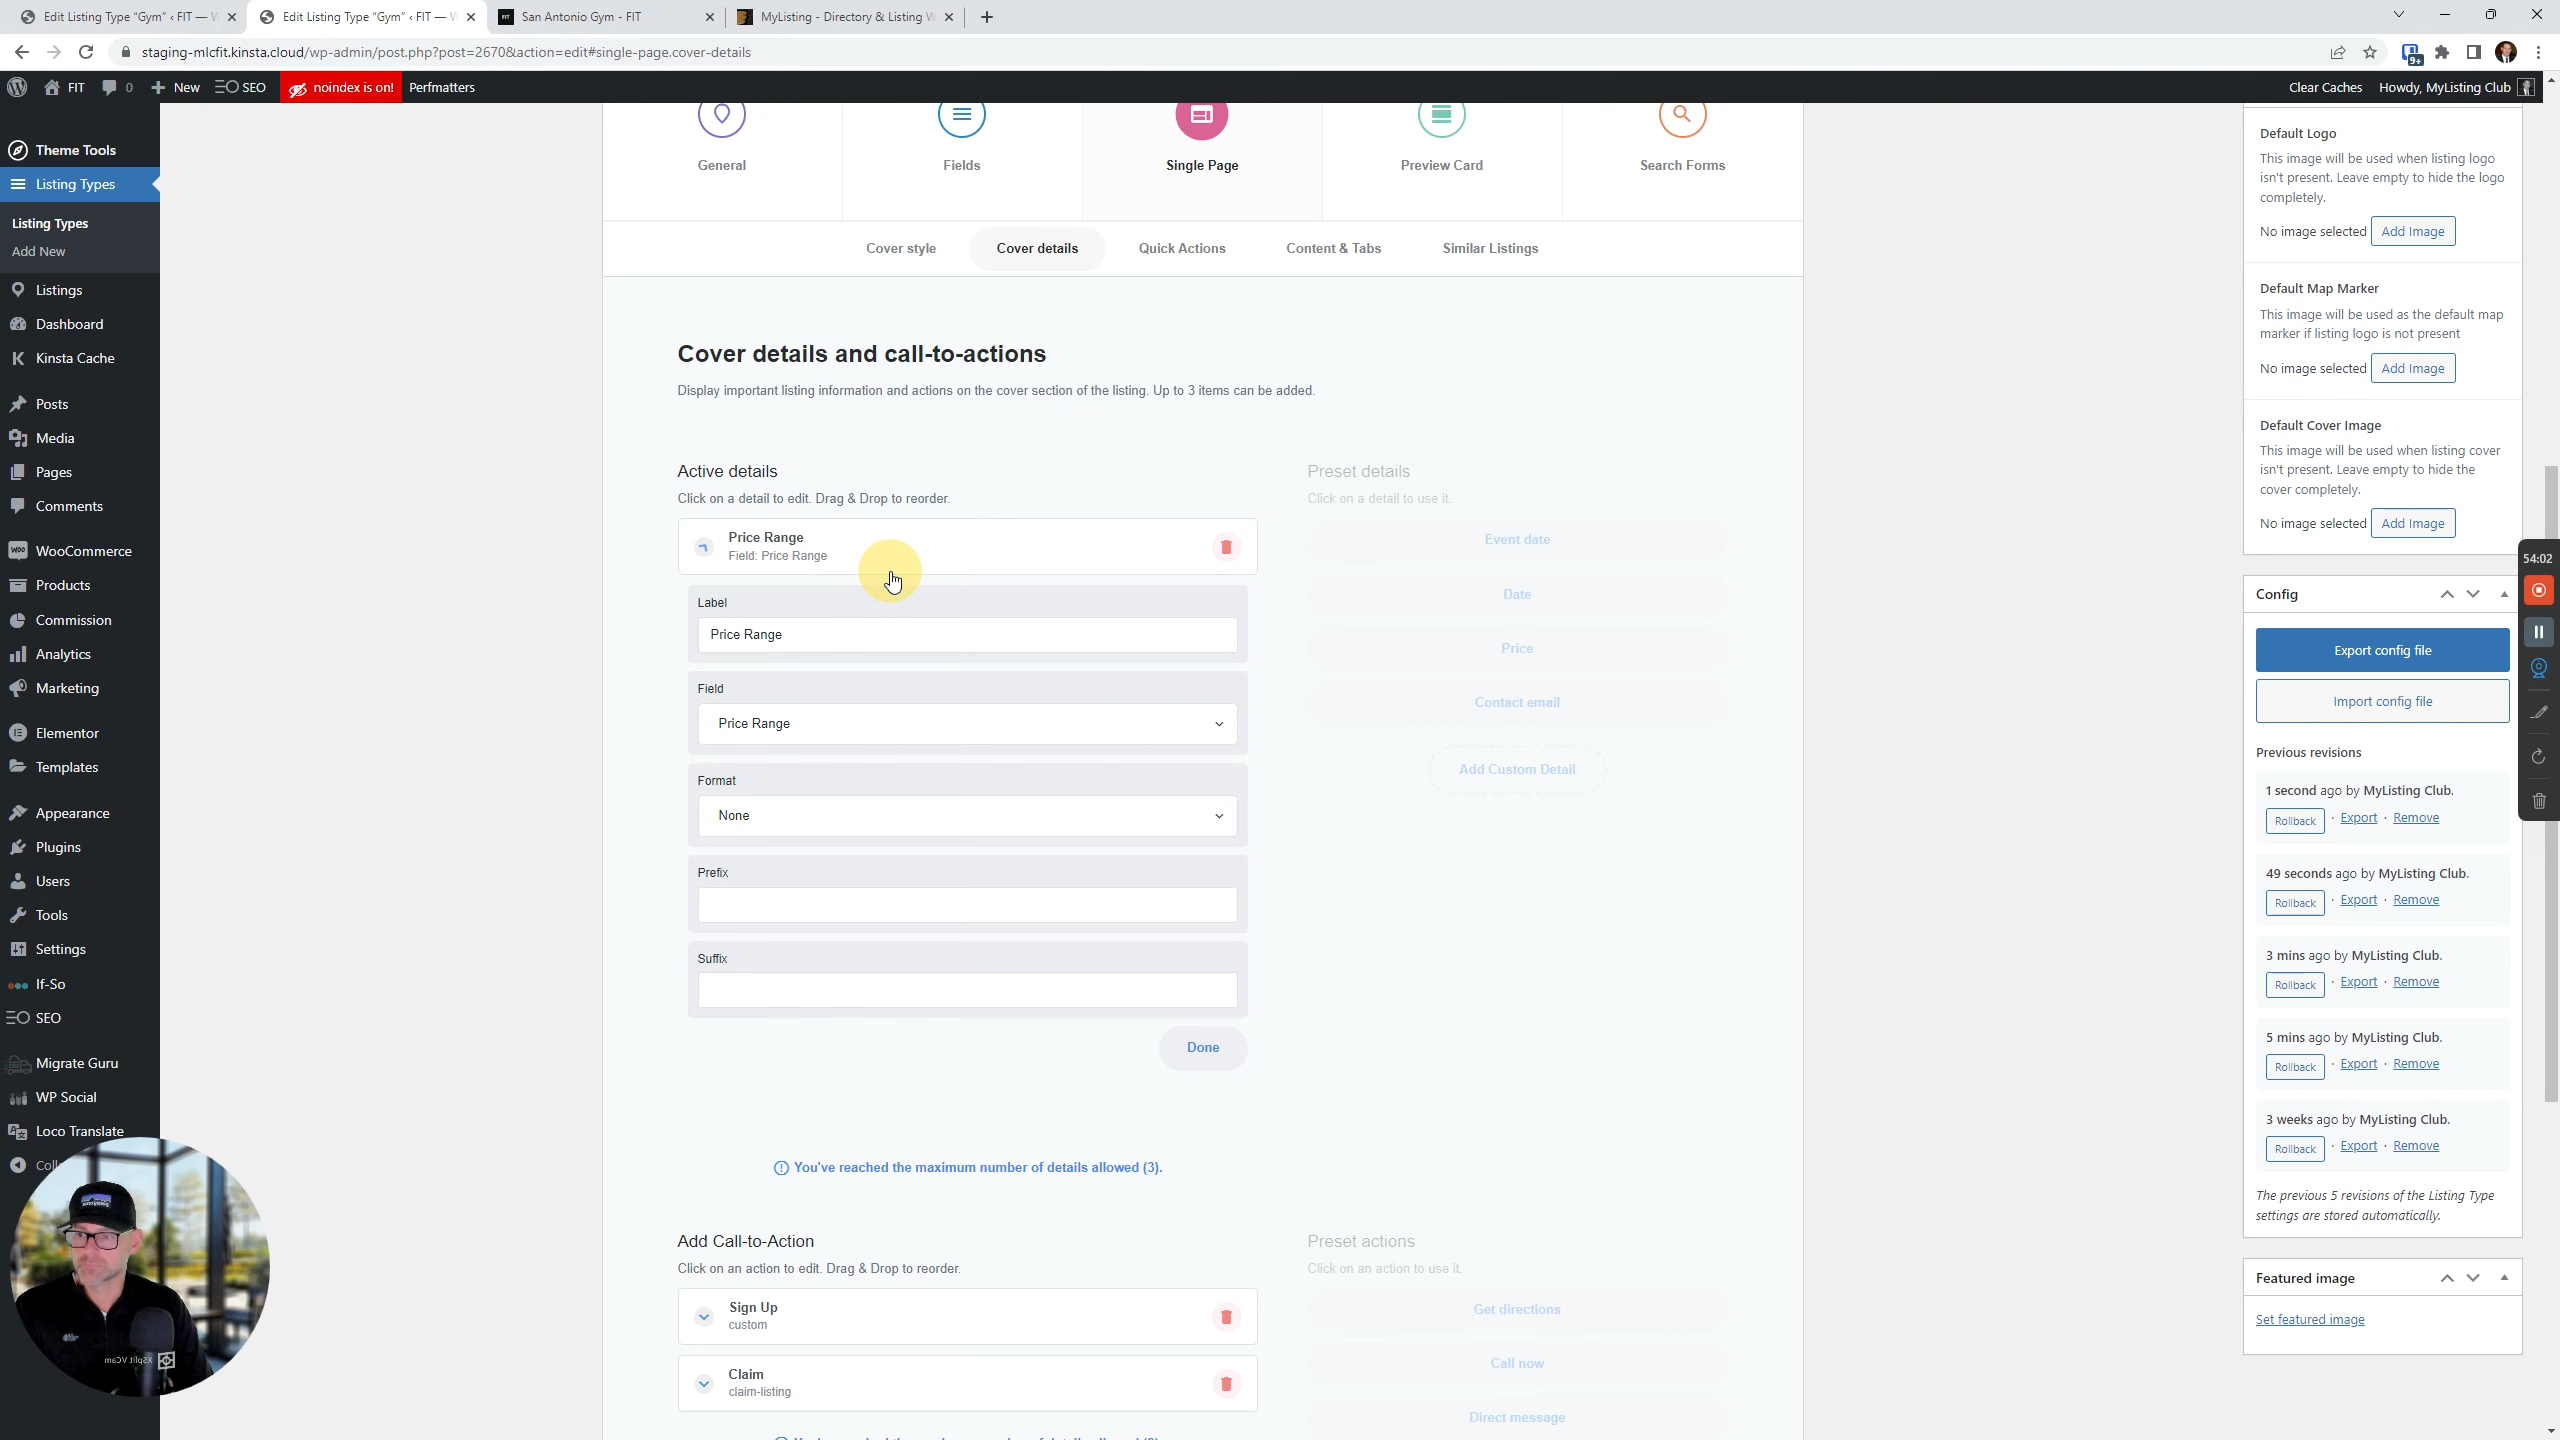 Edit Listing Type “Gym” ‹ FIT —
Edit Listing Type “Gym” ‹ FIT —
San Antonio Gym - FIT
MyListing - Directory & Listing
staging-mlcfit.kinsta.cloud/wp-admin/post.php?post=2670&action=edit#single-page.cover-details
9+
FIT
0
New
SEO
noindex is on!
Perfmatters
Clear Caches
Howdy, MyListing Club
Theme Tools
Listing Types
Listing Types
Add New
Listings
Dashboard
Kinsta Cache
Posts
Media
Pages
Comments
WooCommerce
Products
Commission
Analytics
Marketing
Elementor
Templates
Appearance
Plugins
Users
Tools
Settings
If-So
SEO
Migrate Guru
WP Social
Loco Translate
General
Fields
Single Page
Preview Card
Search Forms
Cover style
Cover details
Quick Actions
Content & Tabs
Similar Listings
Cover details and call-to-actions
Display important listing information and actions on the cover section of the listing. Up to 3 items can be added.
Active details
Click on a detail to edit. Drag & Drop to reorder.
Price Range
Field: Price Range
Label
Price Range
Field
Price Range
Format
None
Prefix
Suffix
Done
You've reached the maximum number of details allowed (3).
Preset details
Click on a detail to use it.
Event date
Date
Price
Contact email
Add Custom Detail
Add Call-to-Action
Click on an action to edit. Drag & Drop to reorder.
Sign Up
custom
Claim
claim-listing
Preset actions
Click on an action to use it.
Get directions
Call now
Direct message
Default Logo
This image will be used when listing logo
isn't present. Leave empty to hide the logo
completely.
No image selected
Add Image
Default Map Marker
This image will be used as the default map
marker if listing logo is not present
No image selected
Add Image
Default Cover Image
This image will be used when listing cover
isn't present. Leave empty to hide the
cover completely.
No image selected
Add Image
54:02
Config
Export config file
Import config file
Previous revisions
1 second ago by MyListing Club.
Rollback · Export · Remove
49 seconds ago by MyListing Club.
Rollback · Export · Remove
3 mins ago by MyListing Club.
Rollback · Export · Remove
5 mins ago by MyListing Club.
Rollback · Export · Remove
3 weeks ago by MyListing Club.
Rollback · Export · Remove
The previous 5 revisions of the Listing Type
settings are stored automatically.
Featured image
Set featured image
XSplit VCam